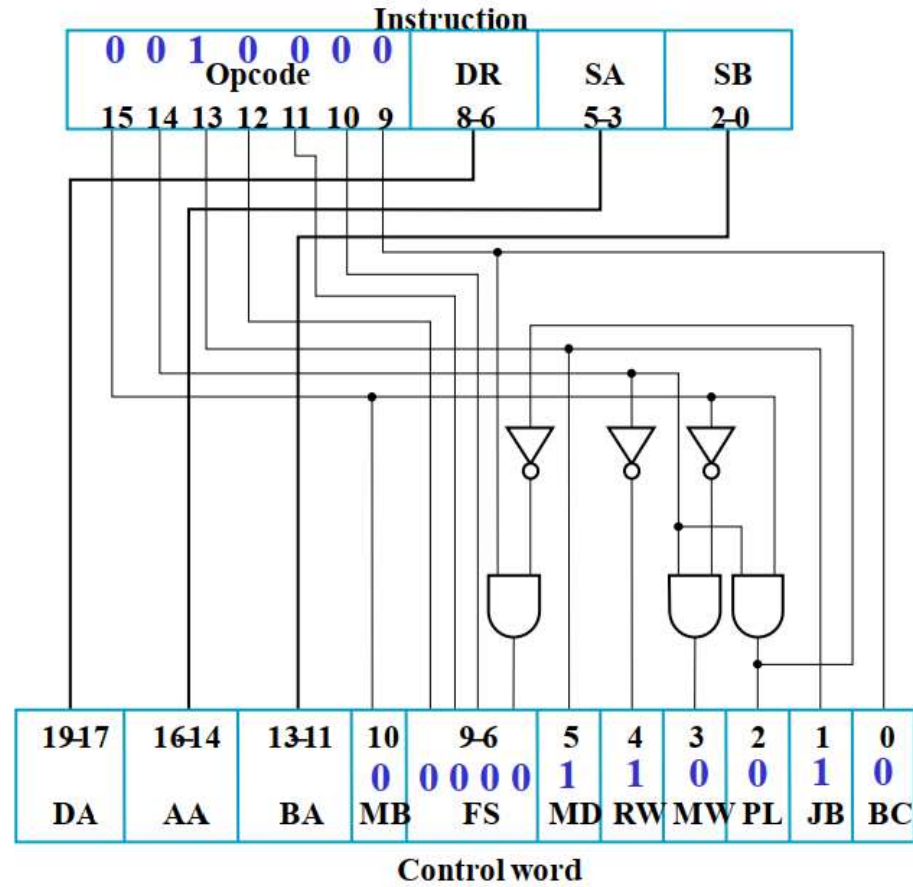 Instruction
0 0 1 0 0 0 0
Opcode DR SA SB
15 14 13 12 11 10 9 8–6 5–3 2–0
19–17 16–14 13–11 10 9–6 5 4 3 2 1 0
0 0 0 0 0 1 1 0 0 1 0
DA AA BA MB FS MD RW MW PL JB BC
Control word